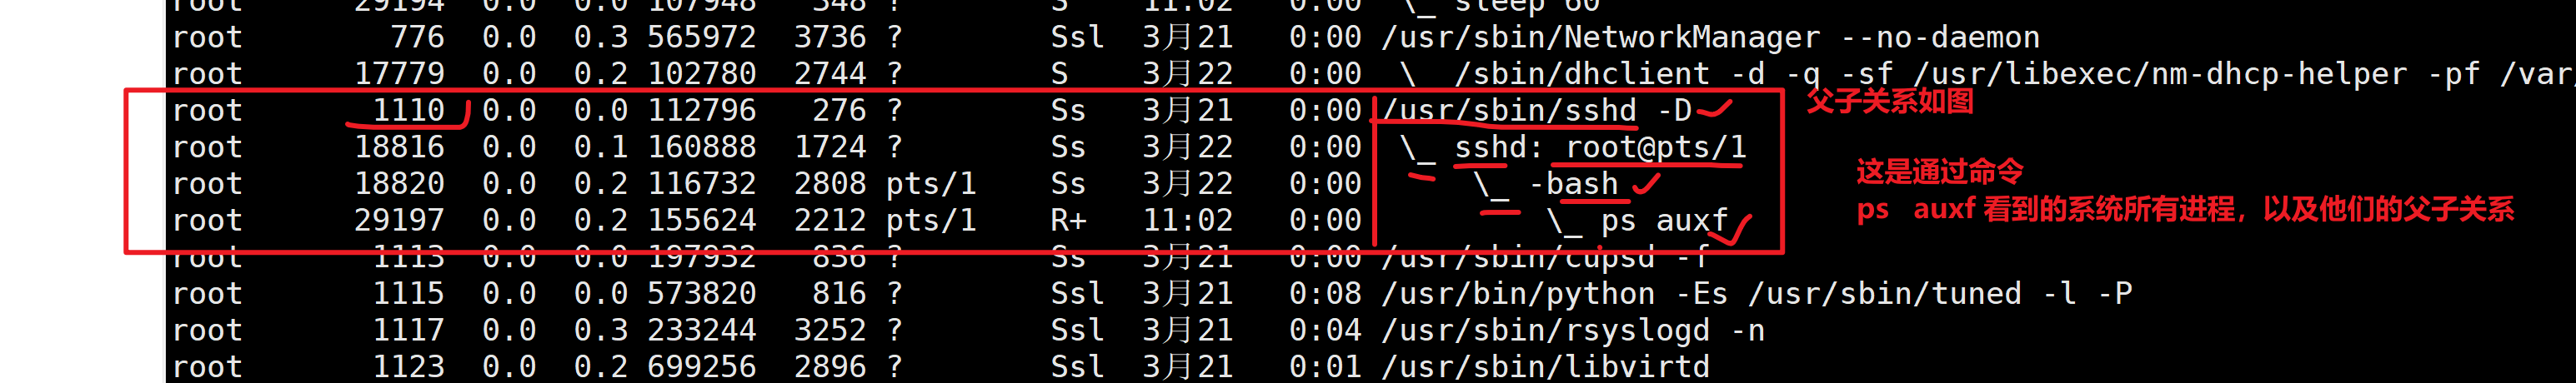 root 29194 0.0 0.0 107948 348 ? S 11:02 0:00 \_ sleep 60
root 776 0.0 0.3 565972 3736 ? Ssl 3月21 0:00 /usr/sbin/NetworkManager --no-daemon
root 17779 0.0 0.2 102780 2744 ? S 3月22 0:00 \_ /sbin/dhclient -d -q -sf /usr/libexec/nm-dhcp-helper -pf /var/
root 1110 0.0 0.0 112796 276 ? Ss 3月21 0:00 /usr/sbin/sshd -D
父子关系如图
root 18816 0.0 0.1 160888 1724 ? Ss 3月22 0:00 \_ sshd: root@pts/1
这是通过命令
root 18820 0.0 0.2 116732 2808 pts/1 Ss 3月22 0:00 \_ -bash
ps auxf 看到的系统所有进程，以及他们的父子关系
root 29197 0.0 0.2 155624 2212 pts/1 R+ 11:02 0:00 \_ ps auxf
root 1113 0.0 0.0 197932 836 ? Ss 3月21 0:00 /usr/sbin/cupsd -f
root 1115 0.0 0.0 573820 816 ? Ssl 3月21 0:08 /usr/bin/python -Es /usr/sbin/tuned -l -P
root 1117 0.0 0.3 233244 3252 ? Ssl 3月21 0:04 /usr/sbin/rsyslogd -n
root 1123 0.0 0.2 699256 2896 ? Ssl 3月21 0:01 /usr/sbin/libvirtd